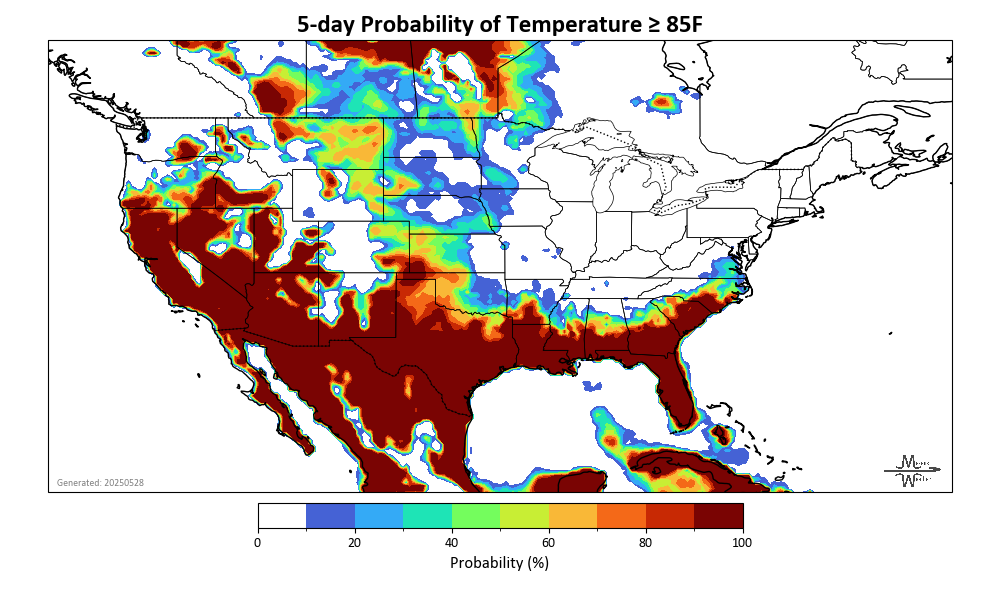 5-day Probability of Temperature ≥ 85F
Generated: 20250528
0 20 40 60 80 100
Probability (%)